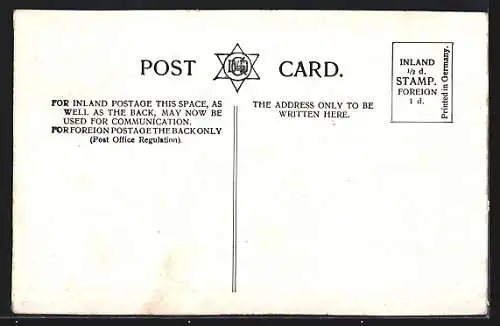 POST CARD.
FOR INLAND POSTAGE THIS SPACE, AS
WELL AS THE BACK, MAY NOW BE
USED FOR COMMUNICATION.
FOR FOREIGN POSTAGE THE BACK ONLY
(Post Office Regulation).
THE ADDRESS ONLY TO BE
WRITTEN HERE.
INLAND
1/2 d.
STAMP.
FOREIGN
1 d.
Printed in Germany.